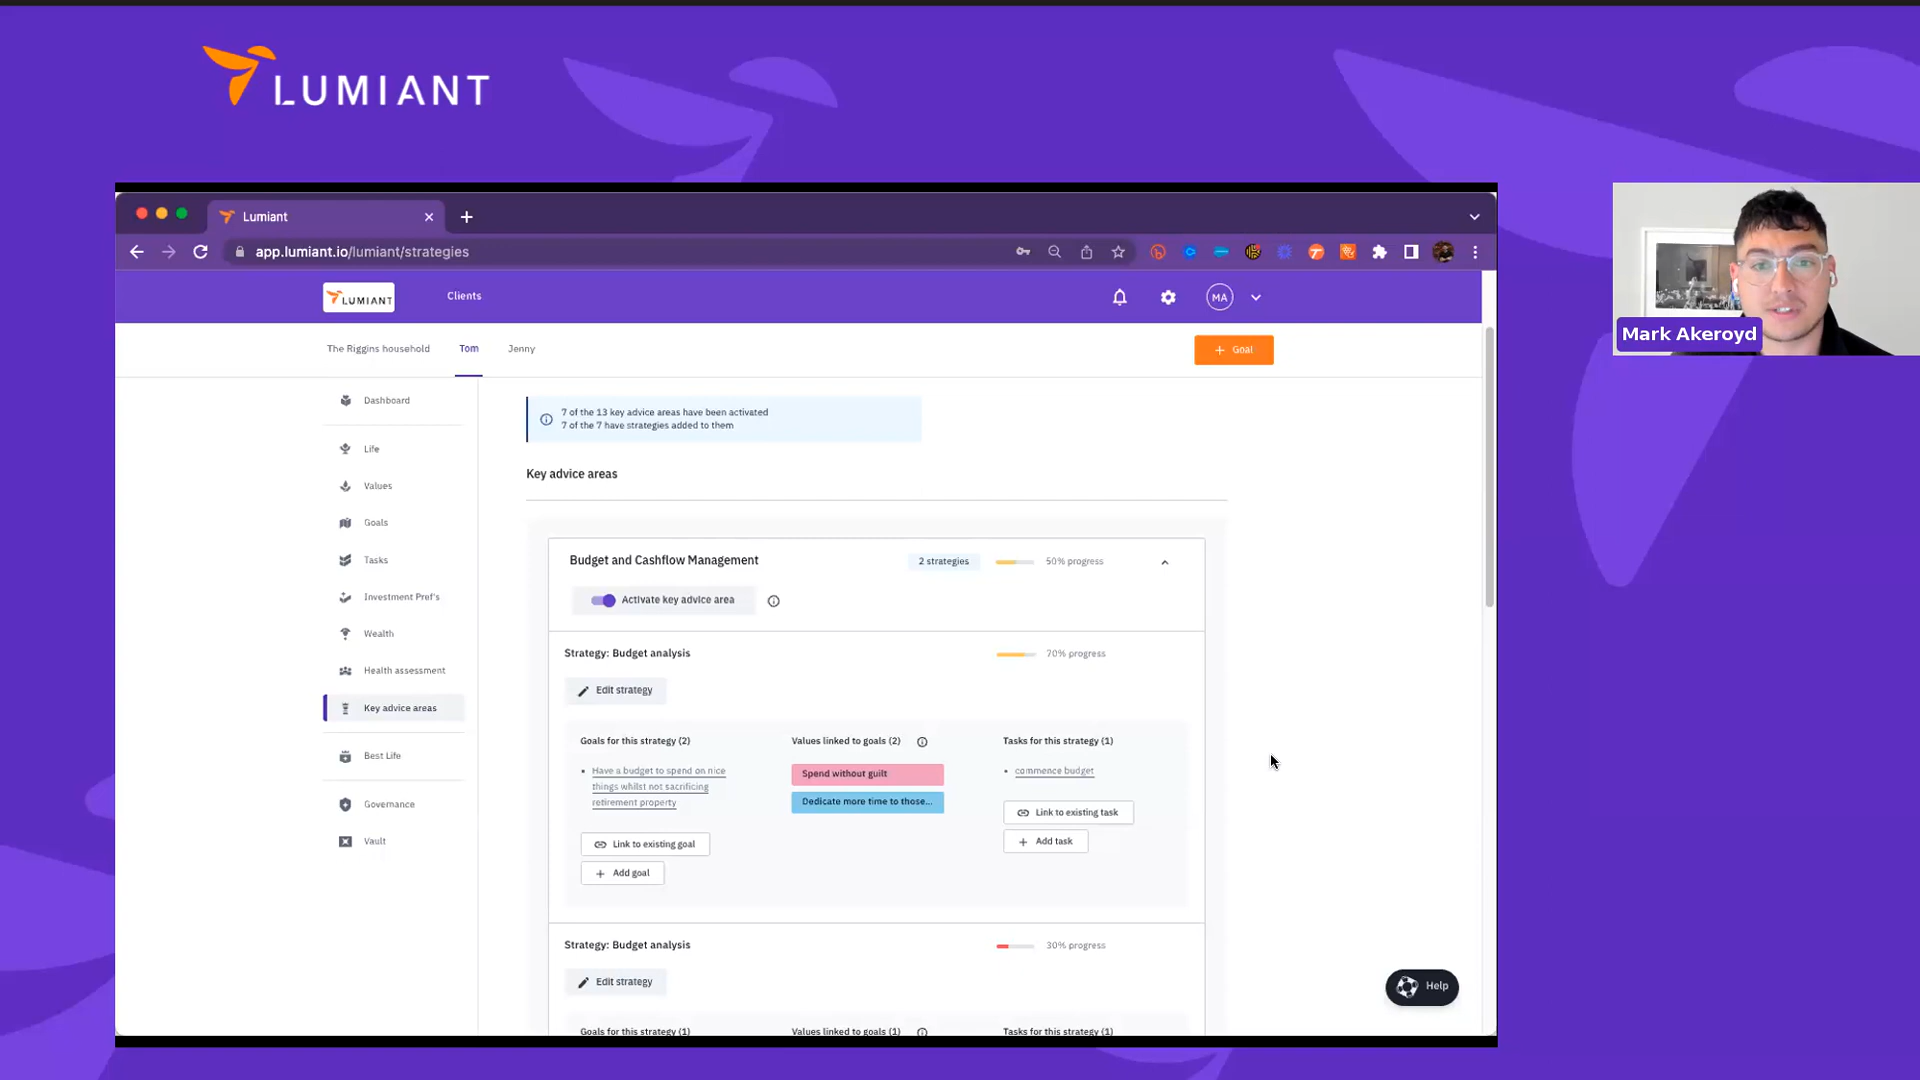 LUMIANT
Lumiant
app.lumiant.io/lumiant/strategies
LUMIANT
Clients
MA
Mark Akeroyd
The Riggins household
Tom
Jenny
+ Goal
Dashboard
Life
Values
Goals
Tasks
Investment Pref's
Wealth
Health assessment
Key advice areas
Best Life
Governance
Vault
7 of the 13 key advice areas have been activated
7 of the 7 have strategies added to them
Key advice areas
Budget and Cashflow Management
2 strategies
50% progress
Activate key advice area
Strategy: Budget analysis
70% progress
Edit strategy
Goals for this strategy (2)
Have a budget to spend on nice
things whilst not sacrificing
retirement property
Link to existing goal
+ Add goal
Values linked to goals (2)
Spend without guilt
Dedicate more time to those...
Tasks for this strategy (1)
commence budget
Link to existing task
+ Add task
Strategy: Budget analysis
30% progress
Edit strategy
Goals for this strategy (1)
Values linked to goals (1)
Tasks for this strategy (1)
Help